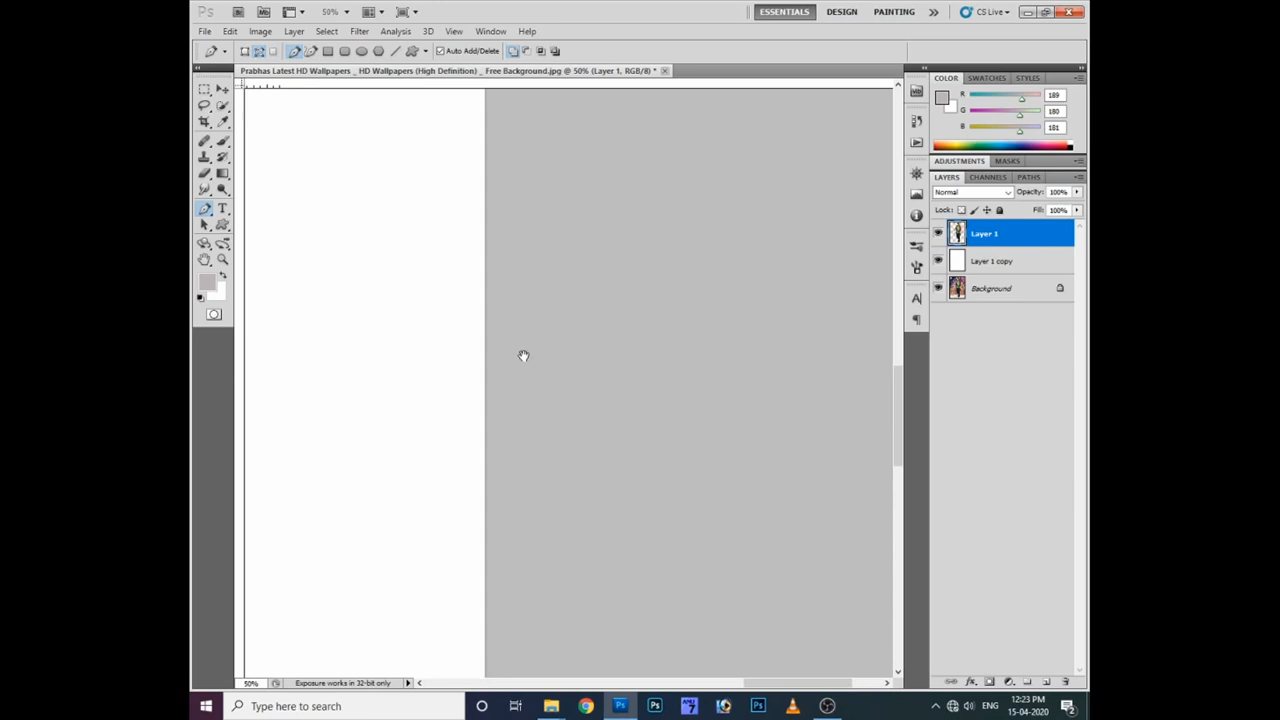 Ps Br Mb 50% ESSENTIALS DESIGN PAINTING CS Live
File Edit Image Layer Select Filter Analysis 3D View Window Help
Auto Add/Delete
Prabhas Latest HD Wallpapers _ HD Wallpapers (High Definition) _ Free Background.jpg @ 50% (Layer 1, RGB/8) *
COLOR SWATCHES STYLES
R 189
G 180
B 181
ADJUSTMENTS MASKS
LAYERS CHANNELS PATHS
Normal Opacity: 100%
Lock: Fill: 100%
Layer 1
Layer 1 copy
Background
50% Exposure works in 32-bit only
Type here to search
ENG
12:23 PM
15-04-2020